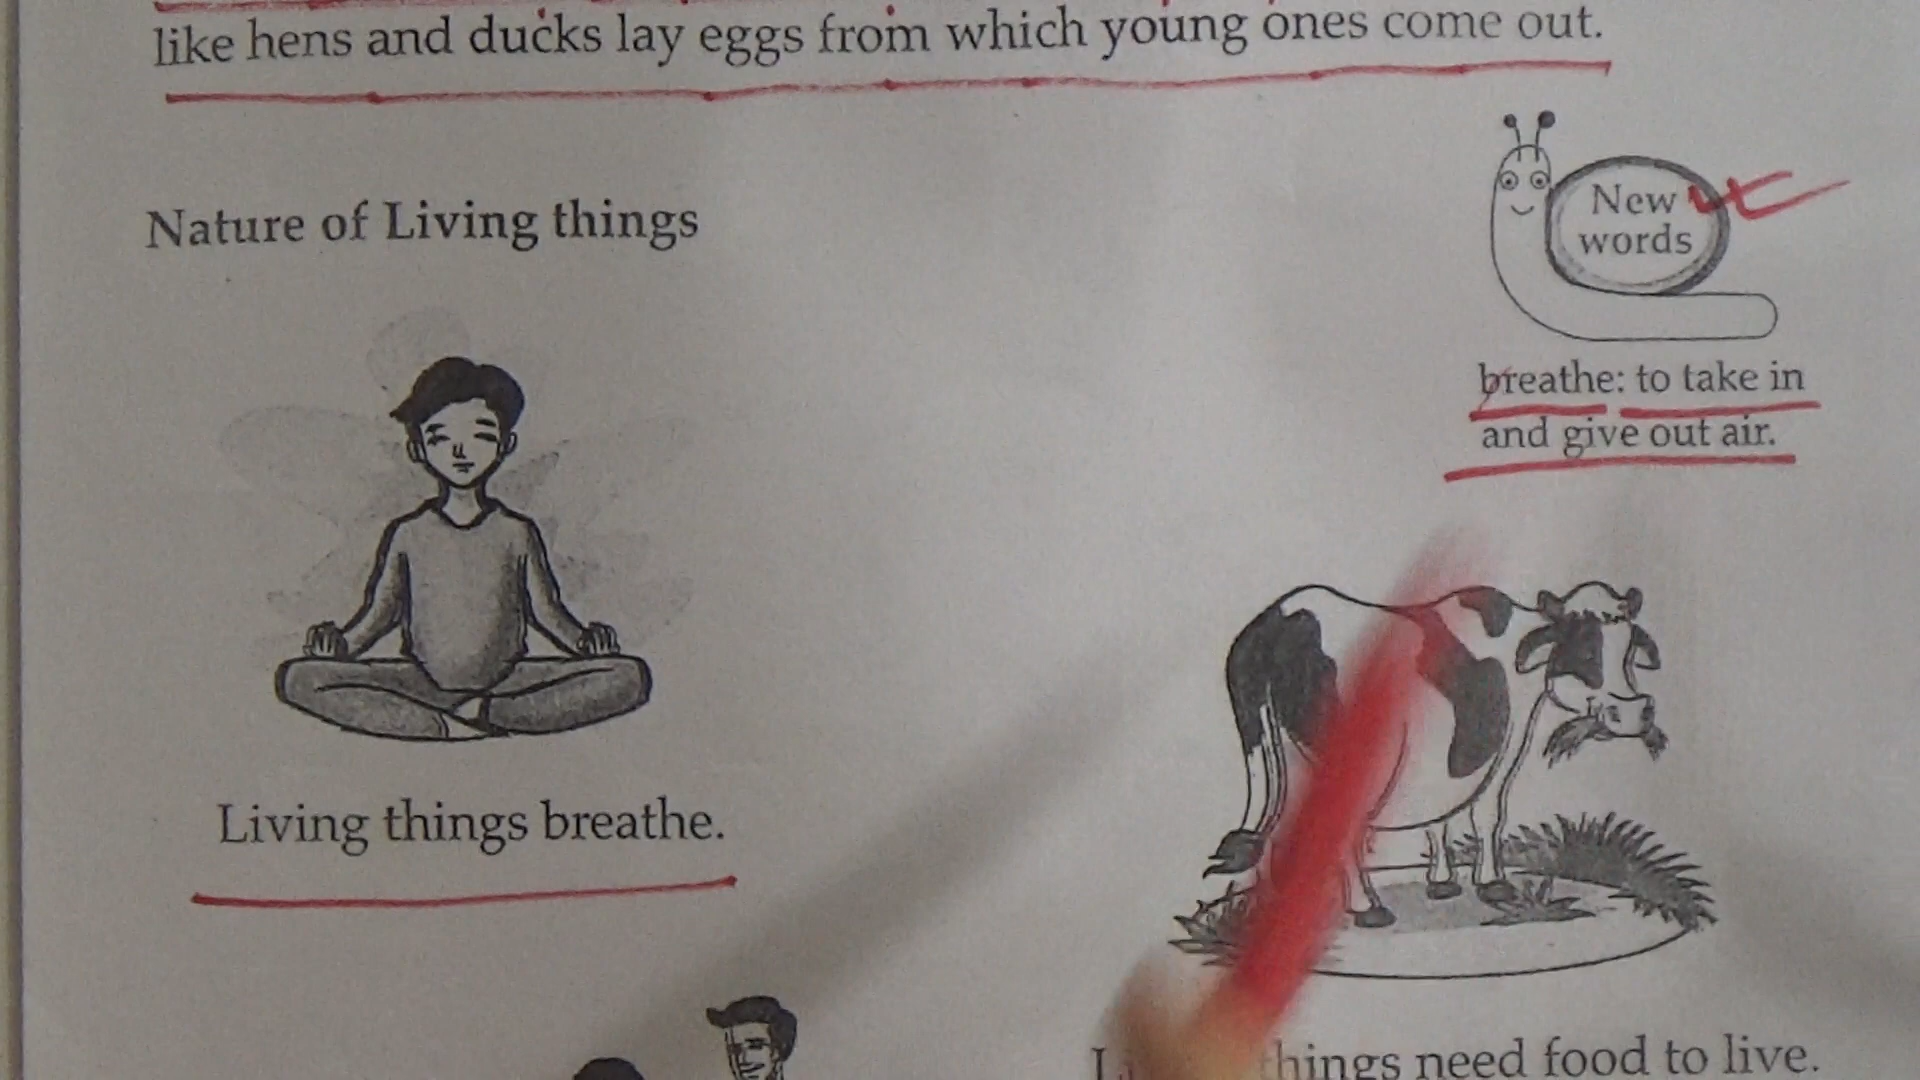 like hens and ducks lay eggs from which young ones come out.
Nature of Living things
New
words
breathe: to take in
and give out air.
Living things breathe.
things need food to live.